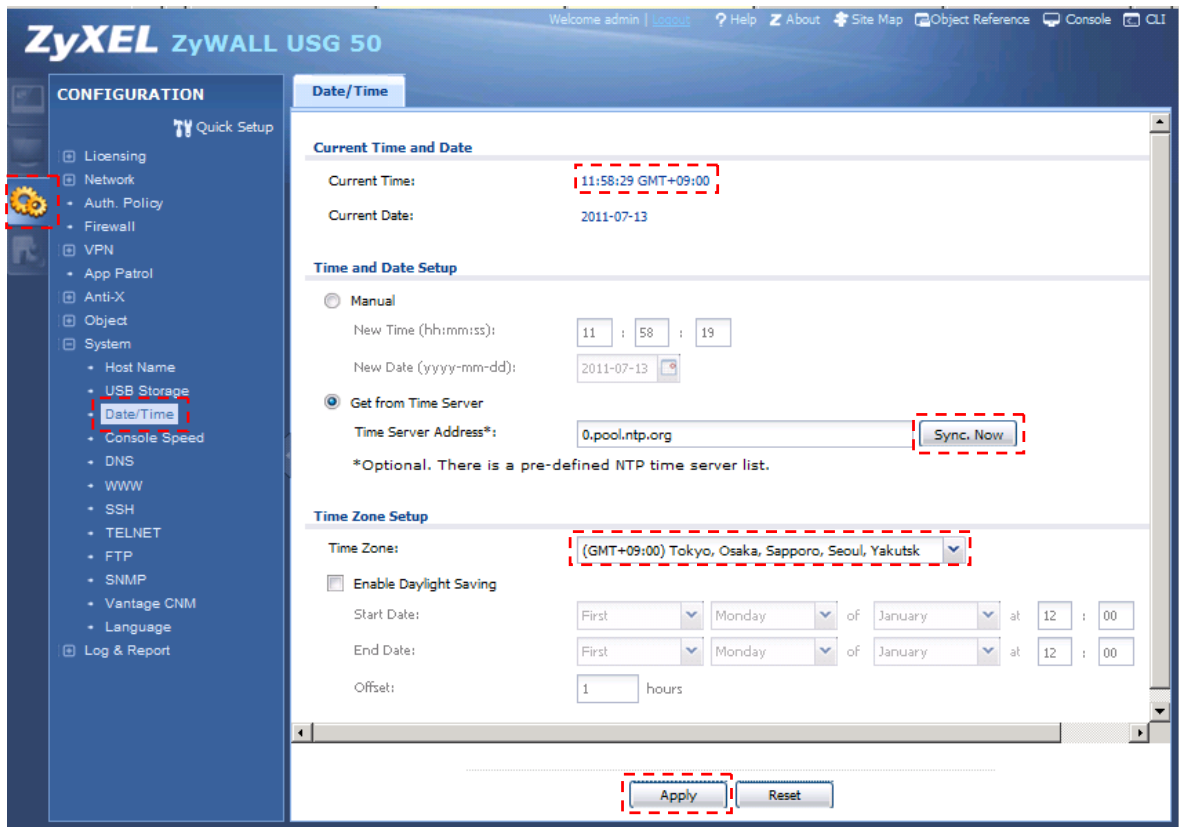 Welcome admin | Logout ? Help Z About Site Map Object Reference Console CLI
ZyXEL ZyWALL USG 50
CONFIGURATION
Quick Setup
Licensing
Network
Auth. Policy
Firewall
VPN
App Patrol
Anti-X
Object
System
Host Name
USB Storage
Date/Time
Console Speed
DNS
WWW
SSH
TELNET
FTP
SNMP
Vantage CNM
Language
Log & Report
Date/Time
Current Time and Date
Current Time: 11:58:29 GMT+09:00
Current Date: 2011-07-13
Time and Date Setup
Manual
New Time (hh:mm:ss): 11 : 58 : 19
New Date (yyyy-mm-dd): 2011-07-13
Get from Time Server
Time Server Address*: 0.pool.ntp.org Sync. Now
*Optional. There is a pre-defined NTP time server list.
Time Zone Setup
Time Zone: (GMT+09:00) Tokyo, Osaka, Sapporo, Seoul, Yakutsk
Enable Daylight Saving
Start Date: First Monday of January at 12 : 00
End Date: First Monday of January at 12 : 00
Offset: 1 hours
Apply Reset